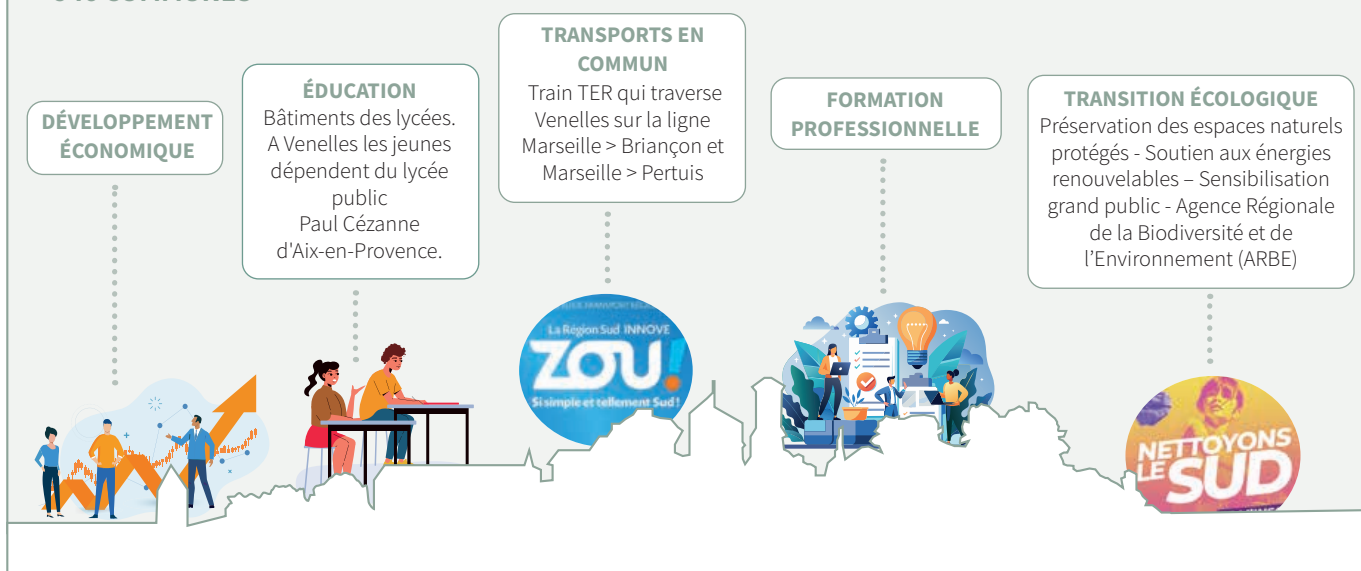 DÉVELOPPEMENT
ÉCONOMIQUE
ÉDUCATION
Bâtiments des lycées.
A Venelles les jeunes
dépendent du lycée
public
Paul Cézanne
d'Aix-en-Provence.
TRANSPORTS EN
COMMUN
Train TER qui traverse
Venelles sur la ligne
Marseille > Briançon et
Marseille > Pertuis
FORMATION
PROFESSIONNELLE
TRANSITION ÉCOLOGIQUE
Préservation des espaces naturels
protégés - Soutien aux énergies
renouvelables – Sensibilisation
grand public - Agence Régionale
de la Biodiversité et de
l’Environnement (ARBE)
La Région Sud INNOVE
ZOU!
Si simple et tellement Sud !
NETTOYONS
LE SUD